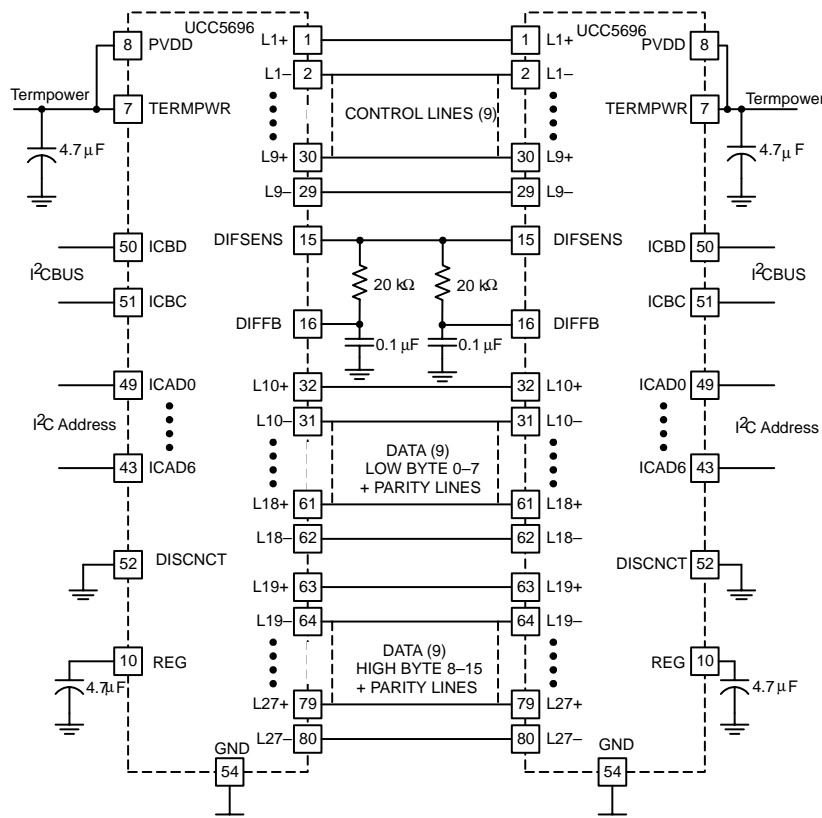 UCC5696
UCC5696
8 PVDD
L1+ 1
1 L1+
PVDD 8
L1– 2
2 L1–
Termpower
7 TERMPWR
TERMPWR 7
Termpower
CONTROL LINES (9)
4.7 μ F
4.7 μ F
L9+ 30
30 L9+
L9– 29
29 L9–
50 ICBD
DIFSENS 15
15 DIFSENS
ICBD 50
I2CBUS
I2CBUS
20 kΩ
20 kΩ
51 ICBC
ICBC 51
DIFFB 16
16 DIFFB
0.1 μF
0.1 μF
49 ICAD0
L10+ 32
32 L10+
ICAD0 49
L10– 31
31 L10–
I2C Address
I2C Address
DATA (9)
LOW BYTE 0–7
+ PARITY LINES
43 ICAD6
ICAD6 43
L18+ 61
61 L18+
L18– 62
62 L18–
52 DISCNCT
DISCNCT 52
L19+ 63
63 L19+
L19– 64
64 L19–
DATA (9)
HIGH BYTE 8–15
+ PARITY LINES
10 REG
REG 10
4.7 μF
4.7 μF
L27+ 79
79 L27+
L27– 80
80 L27–
GND
54
GND
54